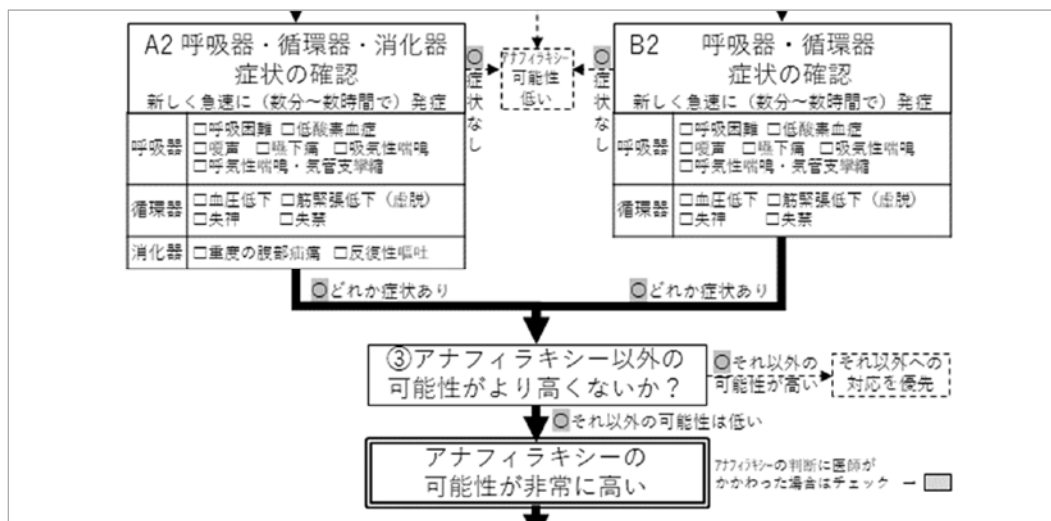 A2 呼吸器・循環器・消化器
症状の確認
新しく急速に（数分～数時間で）発症
呼吸器
□呼吸困難 □低酸素血症
□嗄声 □嚥下痛 □吸気性喘鳴
□呼気性喘鳴・気管支攣縮
循環器
□血圧低下 □筋緊張低下（虚脱）
□失神 □失禁
消化器
□重度の腹部疝痛 □反復性嘔吐
○症状なし
アナフィラキシー
可能性
低い
○症状なし
B2 呼吸器・循環器
症状の確認
新しく急速に（数分～数時間で）発症
呼吸器
□呼吸困難 □低酸素血症
□嗄声 □嚥下痛 □吸気性喘鳴
□呼気性喘鳴・気管支攣縮
循環器
□血圧低下 □筋緊張低下（虚脱）
□失神 □失禁
○どれか症状あり
○どれか症状あり
③アナフィラキシー以外の
可能性がより高くないか？
○それ以外の
可能性が高い
それ以外への
対応を優先
○それ以外の可能性は低い
アナフィラキシーの
可能性が非常に高い
アナフィラキシーの判断に医師が
かかわった場合はチェック →